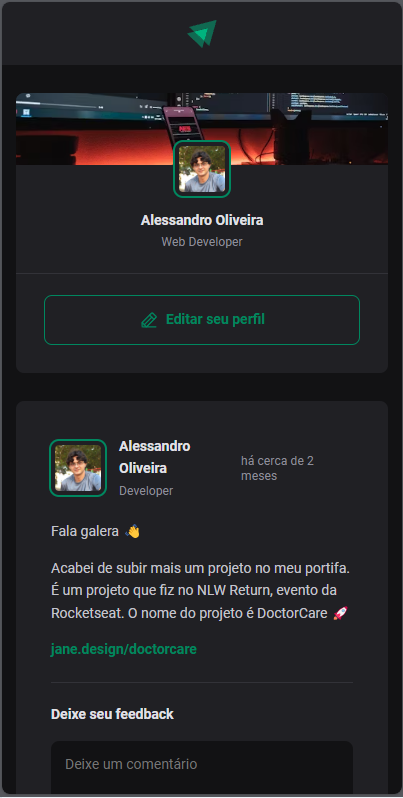 Alessandro Oliveira
Web Developer
Editar seu perfil
Alessandro
Oliveira
Developer
há cerca de 2
meses
Fala galera 👋
Acabei de subir mais um projeto no meu portifa.
É um projeto que fiz no NLW Return, evento da
Rocketseat. O nome do projeto é DoctorCare 🚀
jane.design/doctorcare
Deixe seu feedback
Deixe um comentário